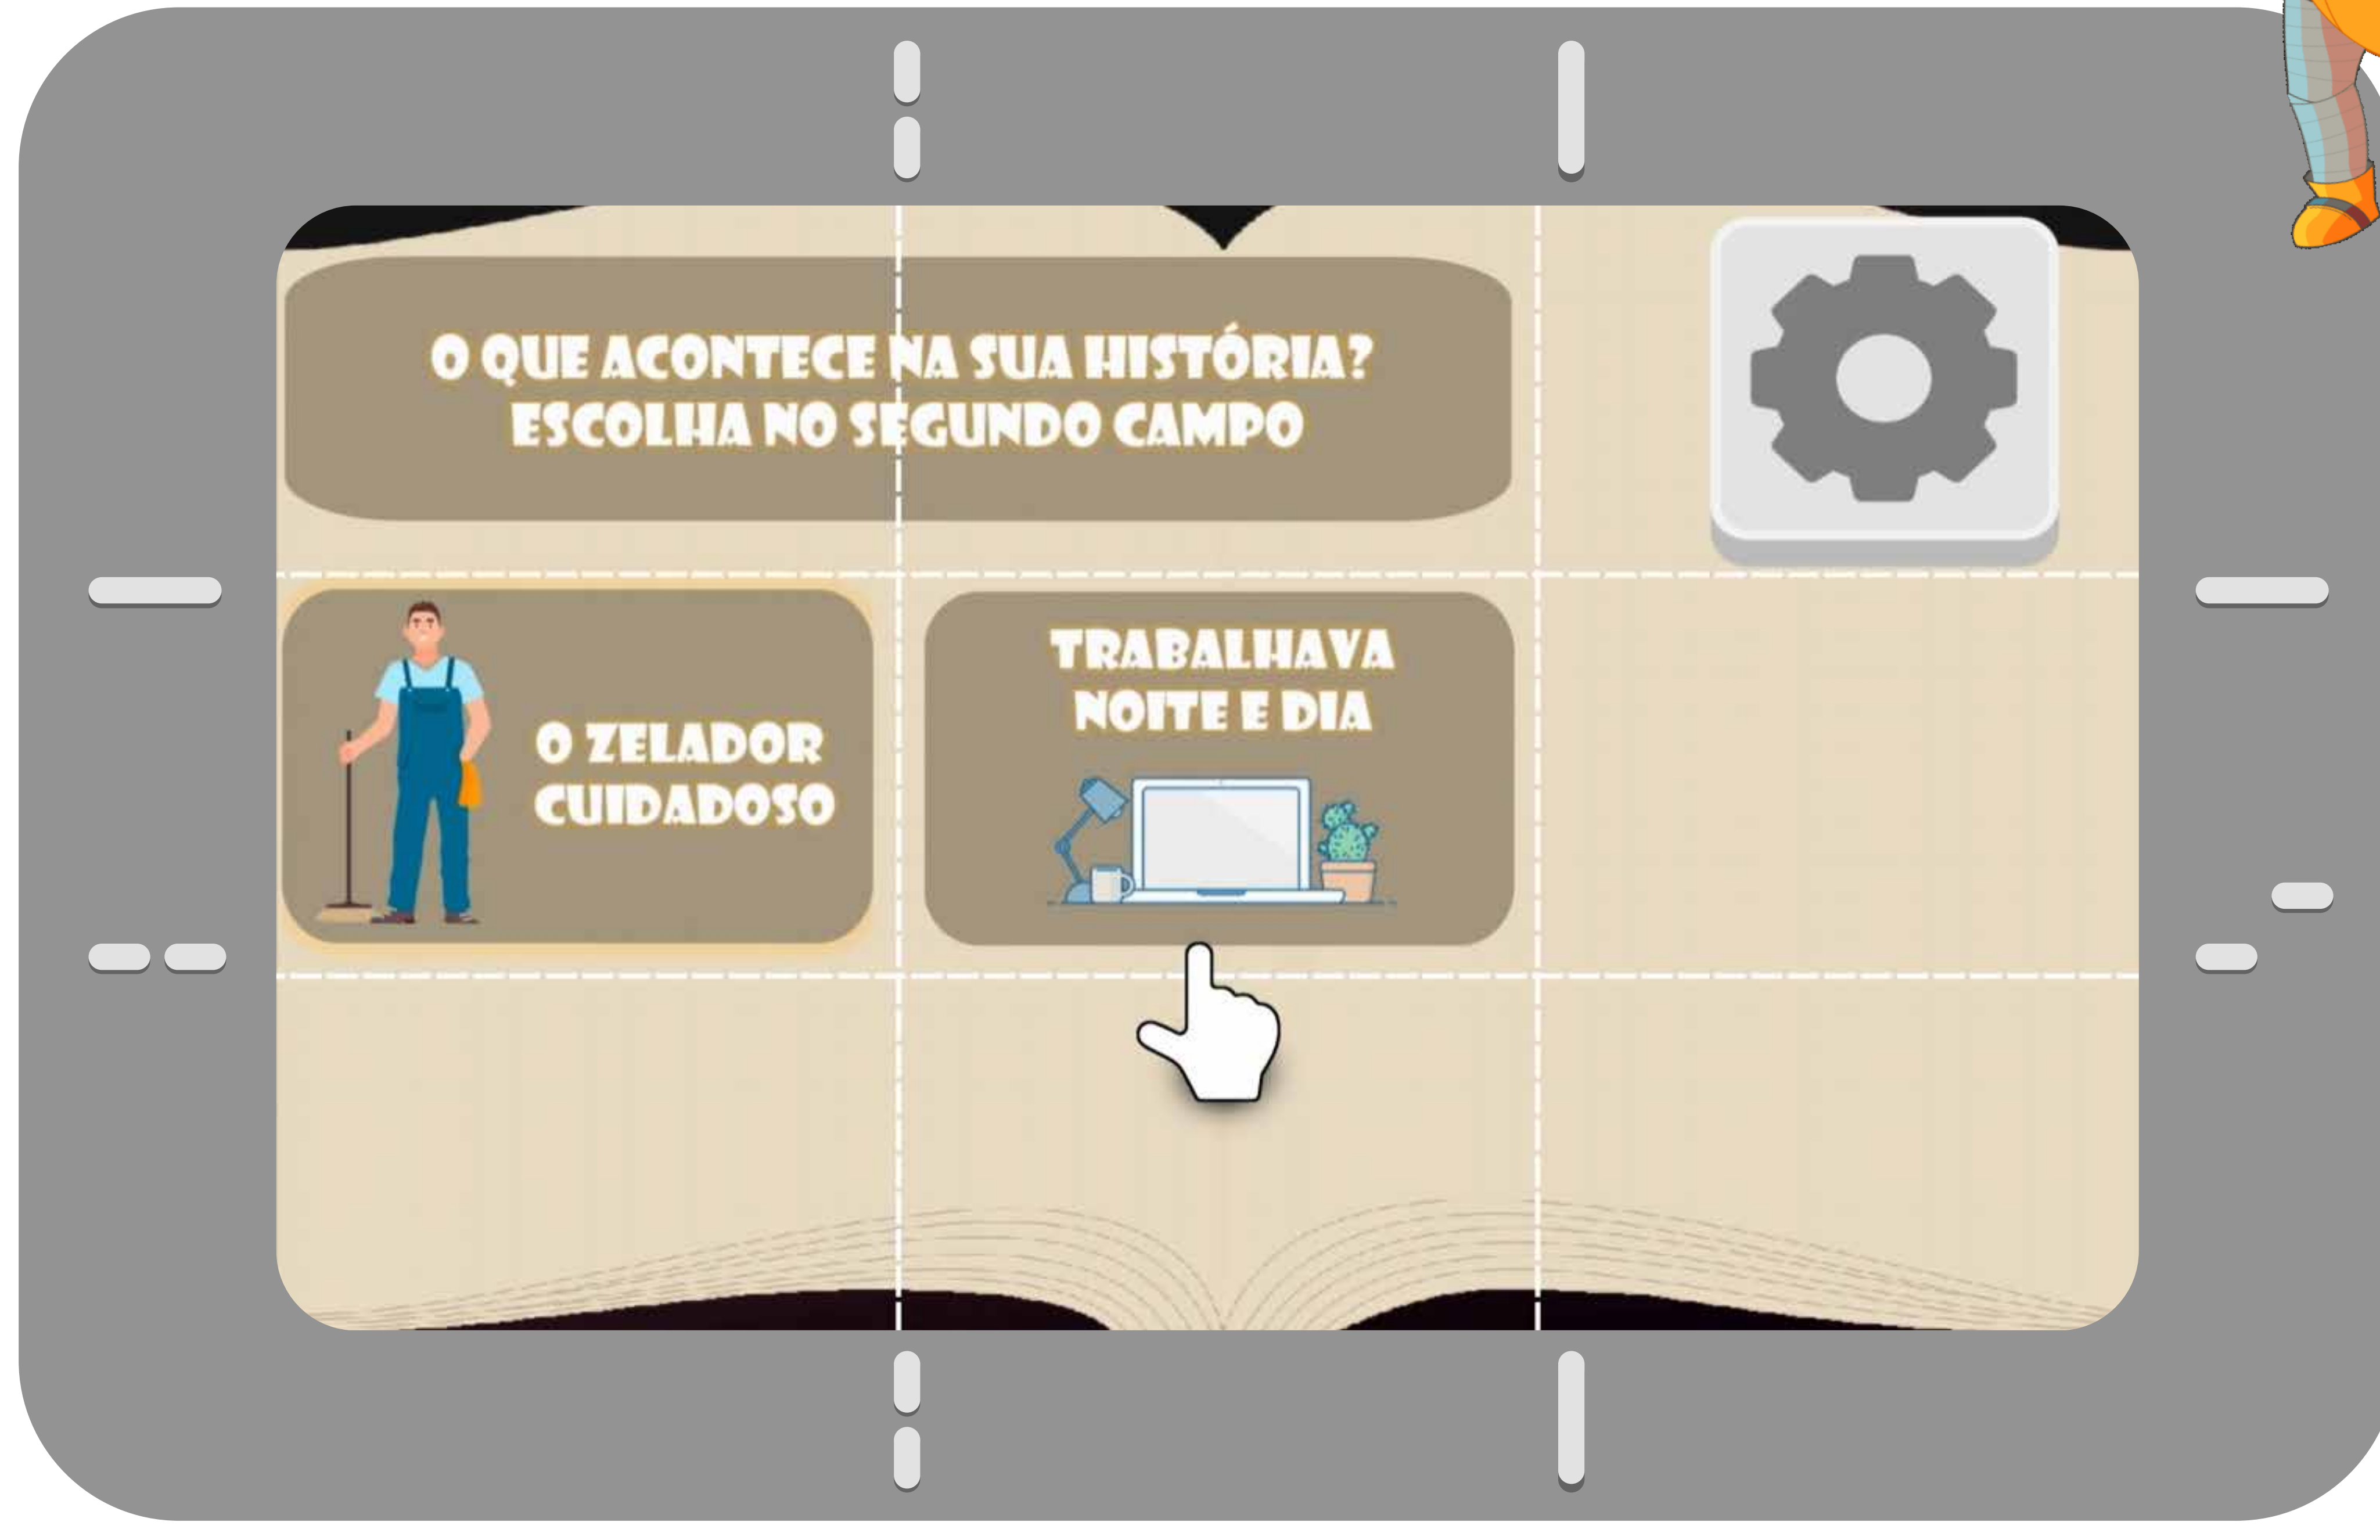 O QUE ACONTECE NA SUA HISTÓRIA?
ESCOLHA NO SEGUNDO CAMPO
O ZELADOR
CUIDADOSO
TRABALHAVA
NOITE E DIA